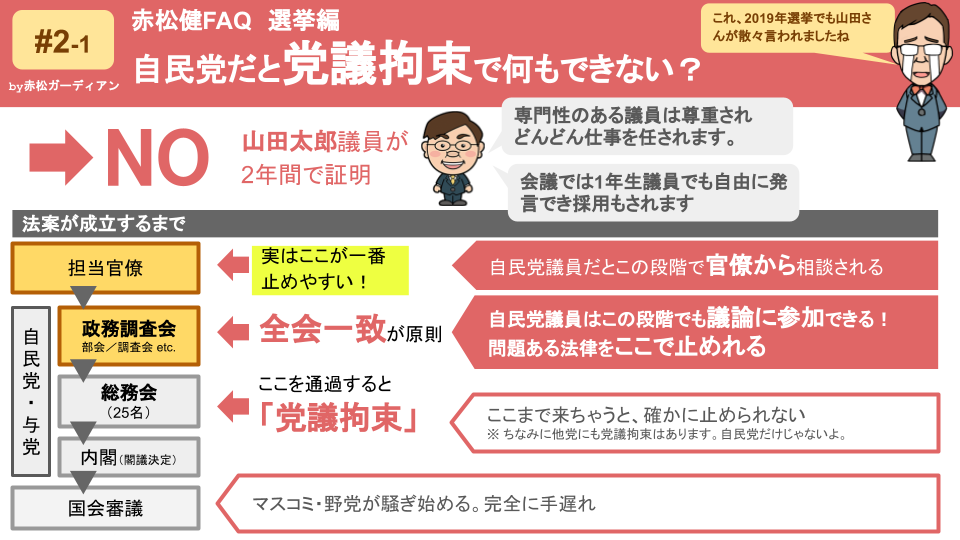 #2-1
by赤松ガーディアン
赤松健FAQ　選挙編
自民党だと党議拘束で何もできない？
これ、2019年選挙でも山田さ
んが散々言われましたね
NO
山田太郎議員が
2年間で証明
専門性のある議員は尊重され
どんどん仕事を任されます。
会議では1年生議員でも自由に発
言でき採用もされます
法案が成立するまで
担当官僚
実はここが一番
止めやすい！
自民党議員だとこの段階で官僚から相談される
自民党・与党
政務調査会
部会／調査会 etc.
全会一致が原則
自民党議員はこの段階でも議論に参加できる！
問題ある法律をここで止めれる
総務会
（25名）
ここを通過すると
「党議拘束」
ここまで来ちゃうと、確かに止められない
※ ちなみに他党にも党議拘束はあります。自民党だけじゃないよ。
内閣（閣議決定）
国会審議
マスコミ・野党が騒ぎ始める。完全に手遅れ